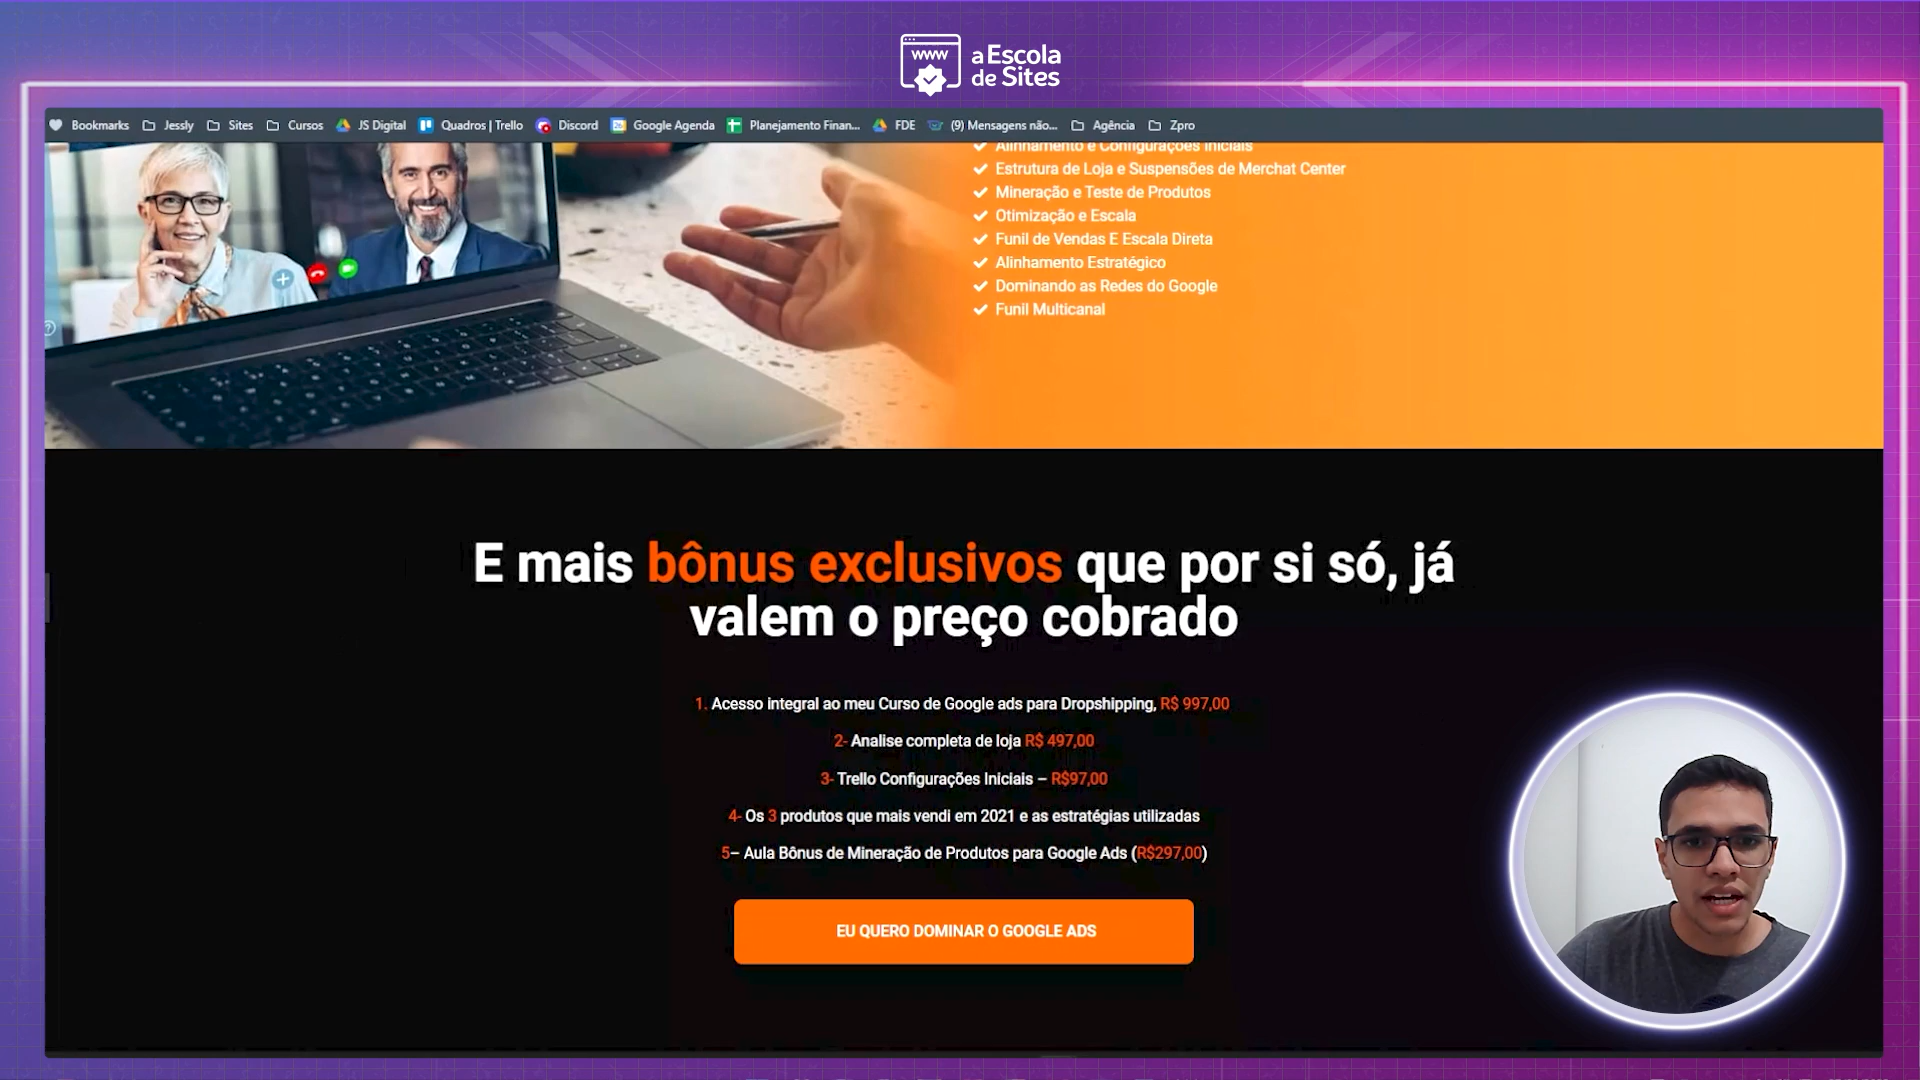 www
a Escola
de Sites
Bookmarks Jessly Sites Cursos JS Digital Quadros | Trello Discord Google Agenda Planejamento Finan... FDE (9) Mensagens não... Agência Zpro
Alinhamento e Configurações Iniciais
Estrutura de Loja e Suspensões de Merchat Center
Mineração e Teste de Produtos
Otimização e Escala
Funil de Vendas E Escala Direta
Alinhamento Estratégico
Dominando as Redes do Google
Funil Multicanal
E mais bônus exclusivos que por si só, já
valem o preço cobrado
1. Acesso integral ao meu Curso de Google ads para Dropshipping, R$ 997,00
2- Analise completa de loja R$ 497,00
3- Trello Configurações Iniciais – R$97,00
4- Os 3 produtos que mais vendi em 2021 e as estratégias utilizadas
5– Aula Bônus de Mineração de Produtos para Google Ads (R$297,00)
EU QUERO DOMINAR O GOOGLE ADS